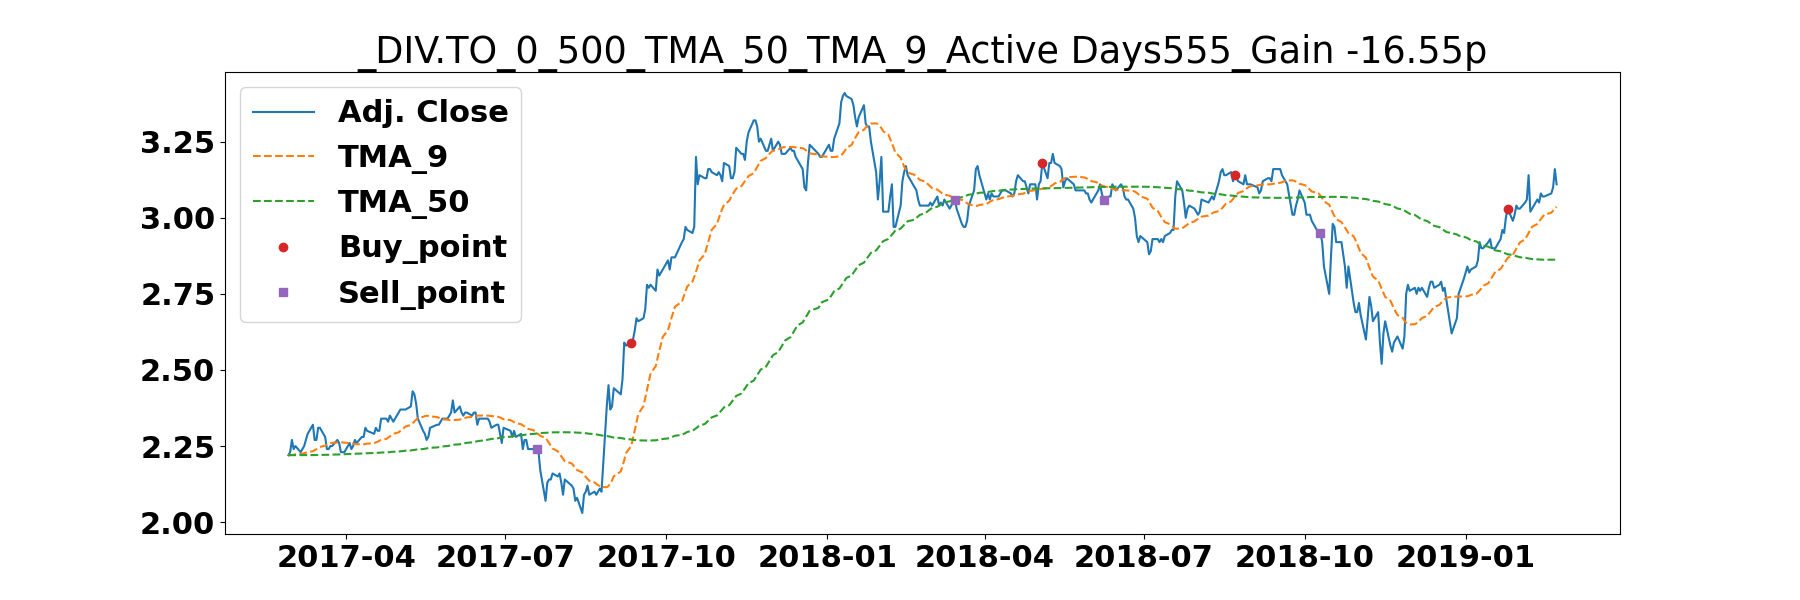 _DIV.TO_0_500_TMA_50_TMA_9_Active Days555_Gain -16.55p
Adj. Close
TMA_9
TMA_50
Buy_point
Sell_point
3.25
3.00
2.75
2.50
2.25
2.00
2017-04 2017-07 2017-10 2018-01 2018-04 2018-07 2018-10 2019-01